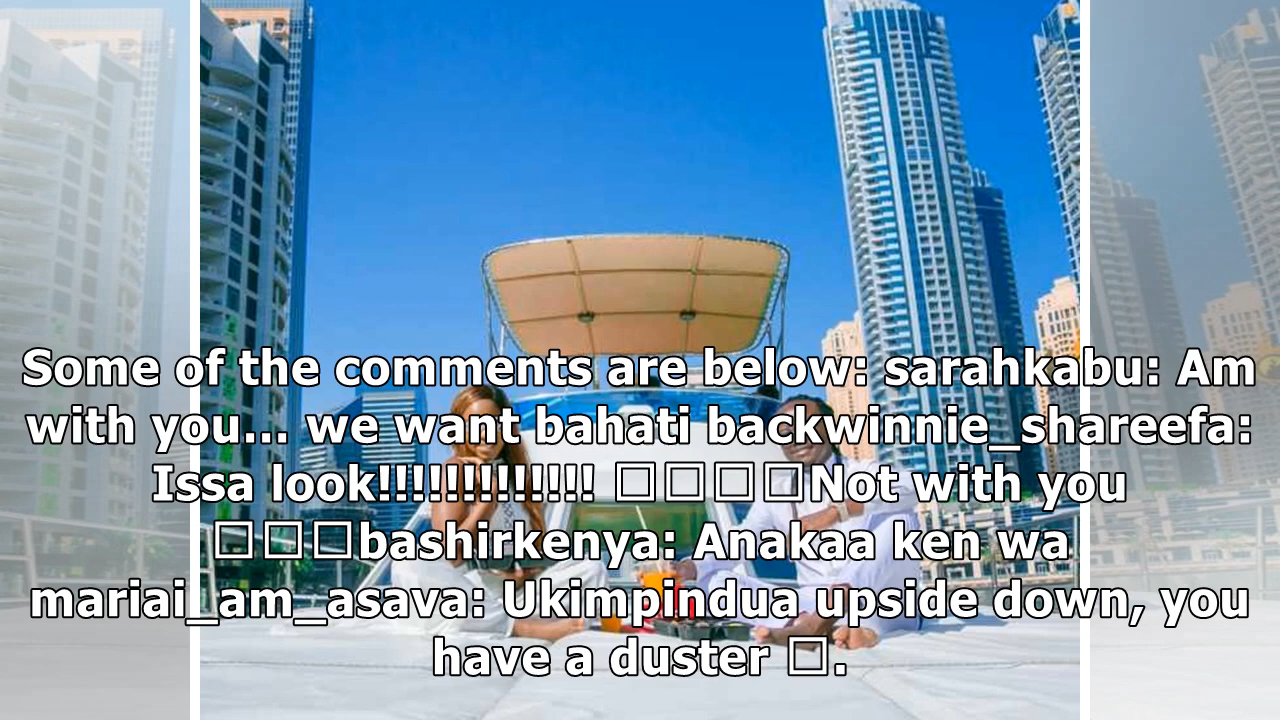 Some of the comments are below: sarahkabu: Am
with you... we want bahati backwinnie_shareefa:
Issa look!!!!!!!!!!!!! □□□□Not with you
□□□bashirkenya: Anakaa ken wa
mariai_am_asava: Ukimpindua upside down, you
have a duster □.